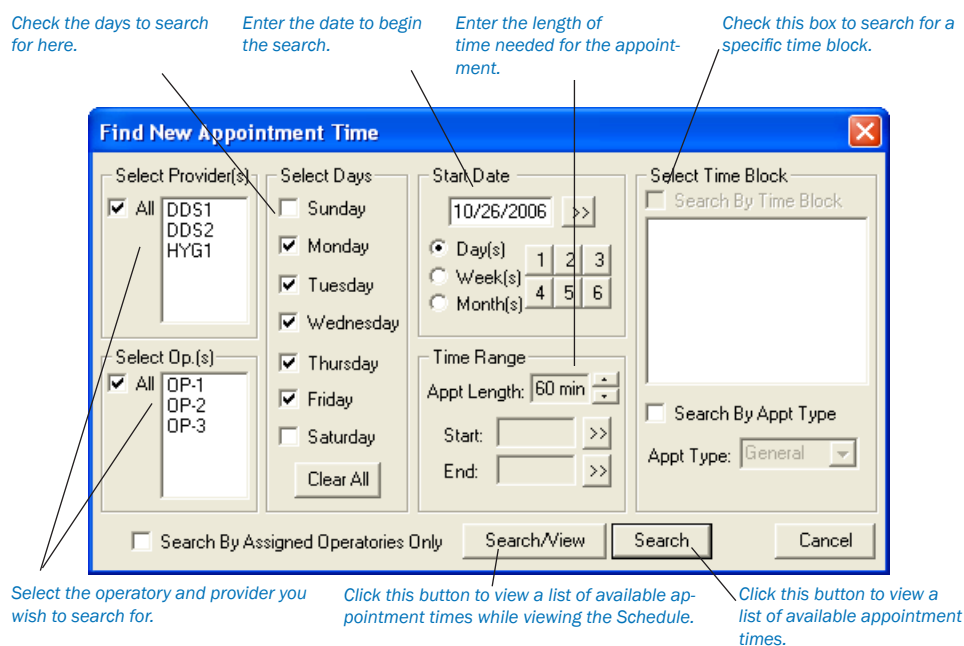 Check the days to search
for here.
Enter the date to begin
the search.
Enter the length of
time needed for the appoint-
ment.
Check this box to search for a
specific time block.
Find New Appointment Time
Select Provider(s)
All
DDS1
DDS2
HYG1
Select Op.(s)
All
OP-1
OP-2
OP-3
Select Days
Sunday
Monday
Tuesday
Wednesday
Thursday
Friday
Saturday
Clear All
Start Date
10/26/2006 >>
Day(s)
Week(s)
Month(s)
1 2 3
4 5 6
Time Range
Appt Length: 60 min
Start: >>
End: >>
Select Time Block
Search By Time Block
Search By Appt Type
Appt Type: General
Search By Assigned Operatories Only
Search/View
Search
Cancel
Select the operatory and provider you
wish to search for.
Click this button to view a list of available ap-
pointment times while viewing the Schedule.
Click this button to view a
list of available appointment
times.